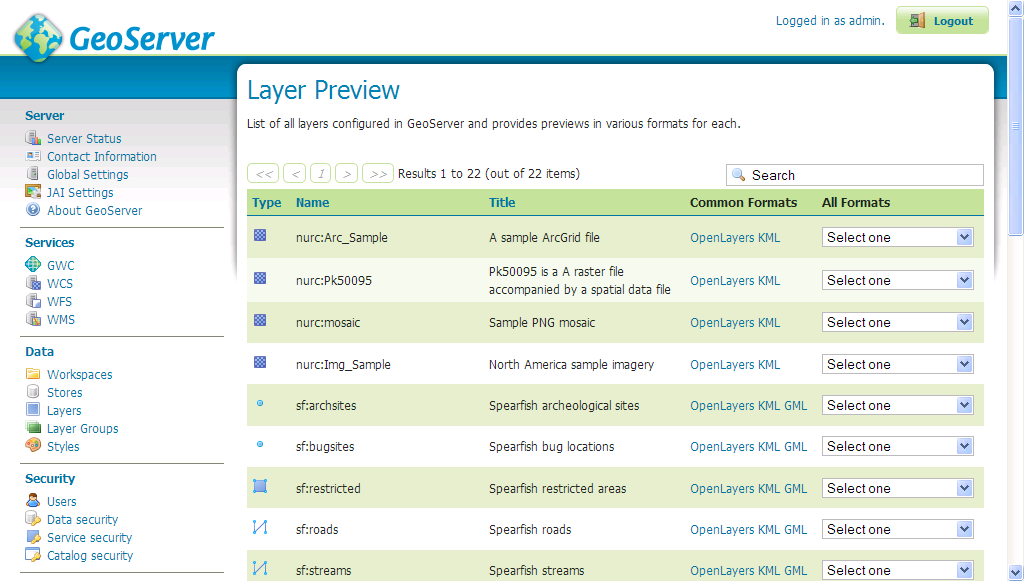 GeoServer
Logged in as admin.
Logout
Server
Server Status
Contact Information
Global Settings
JAI Settings
About GeoServer
Services
GWC
WCS
WFS
WMS
Data
Workspaces
Stores
Layers
Layer Groups
Styles
Security
Users
Data security
Service security
Catalog security
Layer Preview
List of all layers configured in GeoServer and provides previews in various formats for each.
<< < 1 > >> Results 1 to 22 (out of 22 items)
Search
Type Name Title Common Formats All Formats
nurc:Arc_Sample A sample ArcGrid file OpenLayers KML Select one
nurc:Pk50095 Pk50095 is a A raster file accompanied by a spatial data file OpenLayers KML Select one
nurc:mosaic Sample PNG mosaic OpenLayers KML Select one
nurc:Img_Sample North America sample imagery OpenLayers KML Select one
sf:archsites Spearfish archeological sites OpenLayers KML GML Select one
sf:bugsites Spearfish bug locations OpenLayers KML GML Select one
sf:restricted Spearfish restricted areas OpenLayers KML GML Select one
sf:roads Spearfish roads OpenLayers KML GML Select one
sf:streams Spearfish streams OpenLayers KML GML Select one